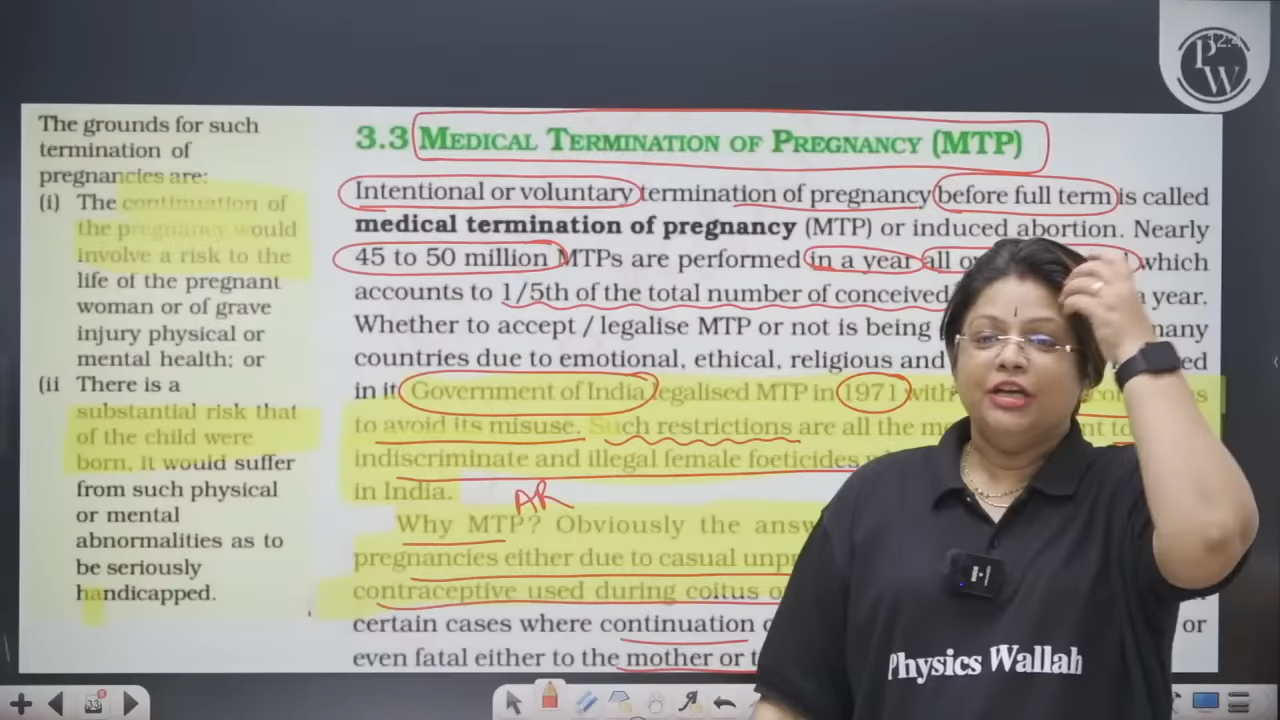 The grounds for such
termination of
pregnancies are:
(i) The continuation of
the pregnancy would
involve a risk to the
life of the pregnant
woman or of grave
injury physical or
mental health; or
(ii There is a
substantial risk that
of the child were
born, it would suffer
from such physical
or mental
abnormalities as to
be seriously
handicapped.
3.3 MEDICAL TERMINATION OF PREGNANCY (MTP)
Intentional or voluntary termination of pregnancy before full term is called
medical termination of pregnancy (MTP) or induced abortion. Nearly
45 to 50 million MTPs are performed in a year all which
accounts to 1/5th of the total number of conceived a year.
Whether to accept / legalise MTP or not is being many
countries due to emotional, ethical, religious and
in it Government of India legalised MTP in 1971 with
to avoid its misuse. Such restrictions are all the
indiscriminate and illegal female foeticides
in India.
AR
Why MTP? Obviously the
pregnancies either due to casual
contraceptive used during coitus
certain cases where continuation or
even fatal either to the mother or
PW
Physics Wallah
33